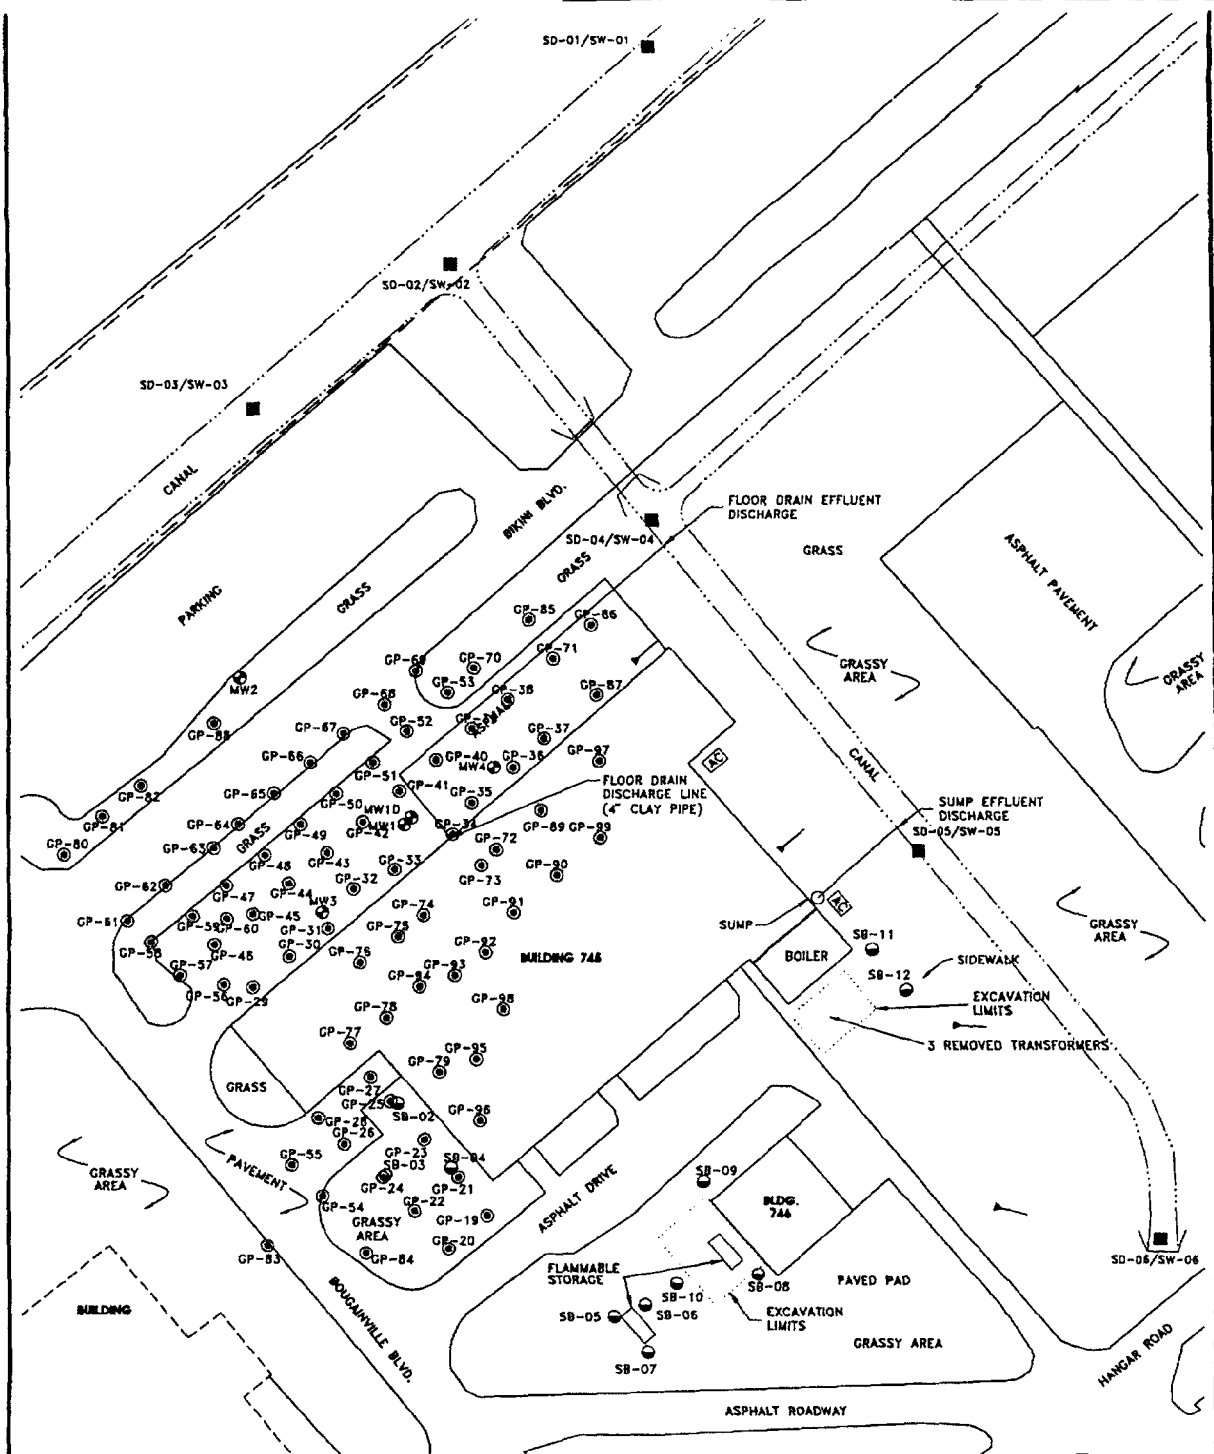 SD-01/SW-01
SD-02/SW-02
SD-03/SW-03
CANAL
BIKINI BLVD.
FLOOR DRAIN EFFLUENT
DISCHARGE
SD-04/SW-04
GRASS
GRASS
PARKING
GRASS
ASPHALT PAVEMENT
GRASSY
AREA
GRASSY
AREA
GP-85
GP-86
GP-71
GP-69
GP-70
GP-53
GP-68
GP-38
GP-87
MW2
GP-88
GP-67
GP-52
ASPHALT
GP-37
GP-66
GP-51
GP-40
MW4
GP-36
GP-97
AC
CANAL
GP-82
GP-65
GP-50
GP-41
GP-35
FLOOR DRAIN
DISCHARGE LINE
(4" CLAY PIPE)
SUMP EFFLUENT
DISCHARGE
SD-05/SW-05
GP-81
GP-64
GP-49
MW1D
MW1
GP-42
GP-34
GP-89
GP-99
GP-80
GP-63
GRASS
GP-48
GP-43
GP-33
GP-72
GP-73
GP-90
GP-62
GP-47
GP-44
GP-32
GP-61
GP-59
GP-60
GP-45
MW3
GP-31
GP-74
GP-91
SUMP
AC
GRASSY
AREA
GP-58
GP-46
GP-30
GP-75
GP-92
BUILDING 745
BOILER
SB-11
GP-57
GP-76
GP-93
SB-12
SIDEWALK
GP-56
GP-29
GP-94
GP-98
EXCAVATION
LIMITS
GP-78
3 REMOVED TRANSFORMERS
GP-77
GP-95
GP-79
GRASS
GP-27
GP-25
SB-02
GP-96
GP-28
GP-26
GP-23
SB-03
SB-04
GRASSY
AREA
PAVEMENT
GP-55
GP-24
GP-21
GP-54
GP-22
GP-19
GRASSY
AREA
GP-20
GP-83
GP-84
ASPHALT DRIVE
SB-09
BLDG.
746
FLAMMABLE
STORAGE
SB-10
SB-08
PAVED PAD
SD-06/SW-06
BUILDING
BOUGAINVILLE BLVD.
SB-05
SB-06
EXCAVATION
LIMITS
GRASSY AREA
SB-07
HANGAR ROAD
ASPHALT ROADWAY